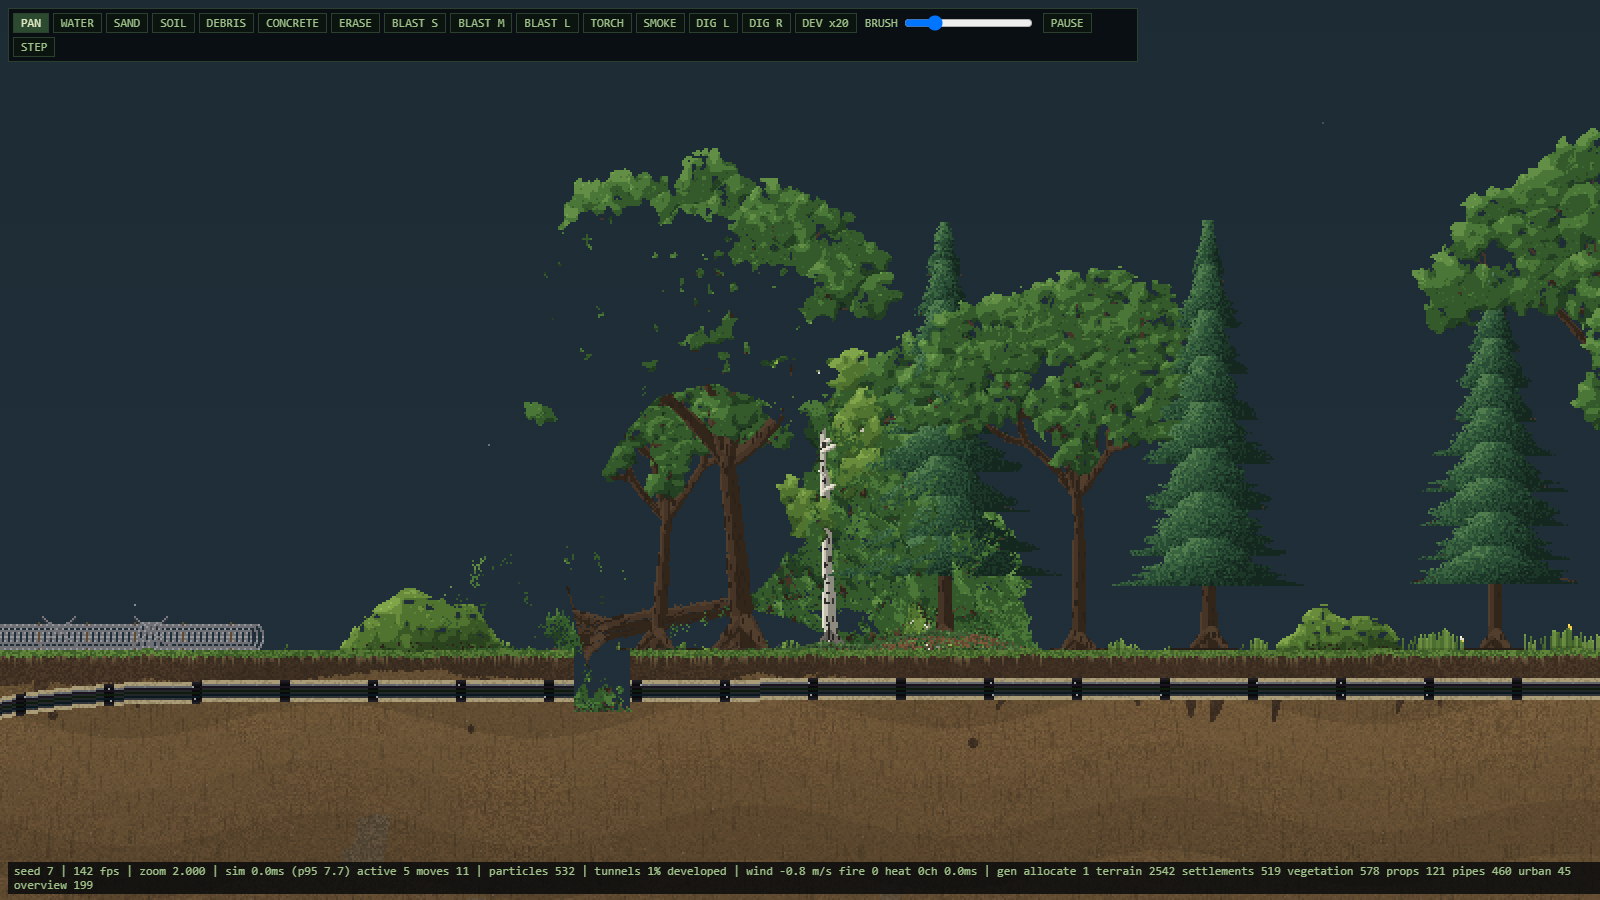 PAN WATER SAND SOIL DEBRIS CONCRETE ERASE BLAST S BLAST M BLAST L TORCH SMOKE DIG L DIG R DEV x20 BRUSH PAUSE
STEP
seed 7 | 142 fps | zoom 2.000 | sim 0.0ms (p95 7.7) active 5 moves 11 | particles 532 | tunnels 1% developed | wind -0.8 m/s fire 0 heat 0ch 0.0ms | gen allocate 1 terrain 2542 settlements 519 vegetation 578 props 121 pipes 460 urban 45
overview 199